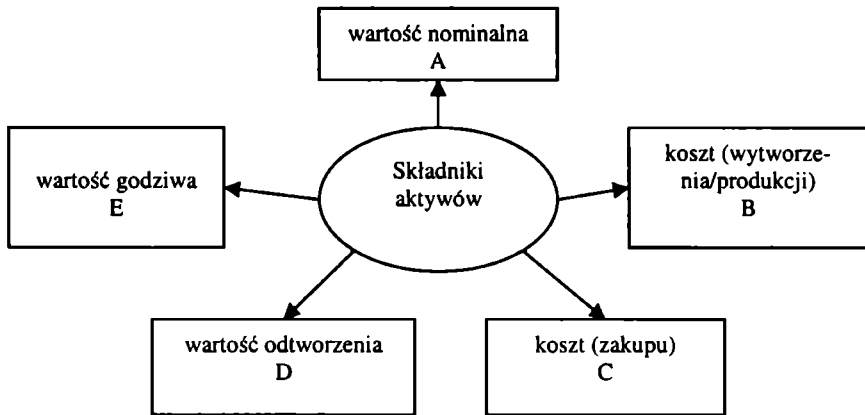 wartość nominalna
A
Składniki
aktywów
wartość godziwa
E
koszt (wytworze-
nia/produkcji)
B
wartość odtworzenia
D
koszt (zakupu)
C